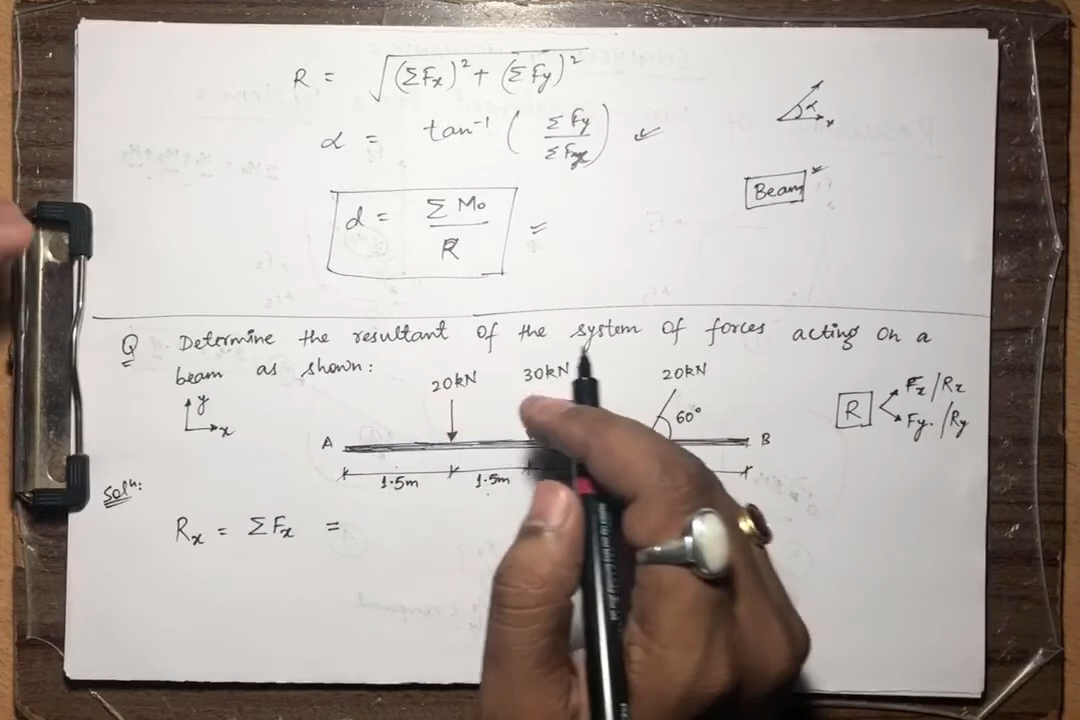 R = √(ΣFx)² + (ΣFy)²
α = tan⁻¹ (ΣFy / ΣFx)
α
x
Beam
d = ΣM₀ / R =
Q Determine the resultant of the system of forces acting on a
beam as shown:
20kN 30kN 20kN
y
x
60°
R Fx/Rx
Fy./Ry
A B
1.5m 1.5m
Solⁿ:
Rx = ΣFx =